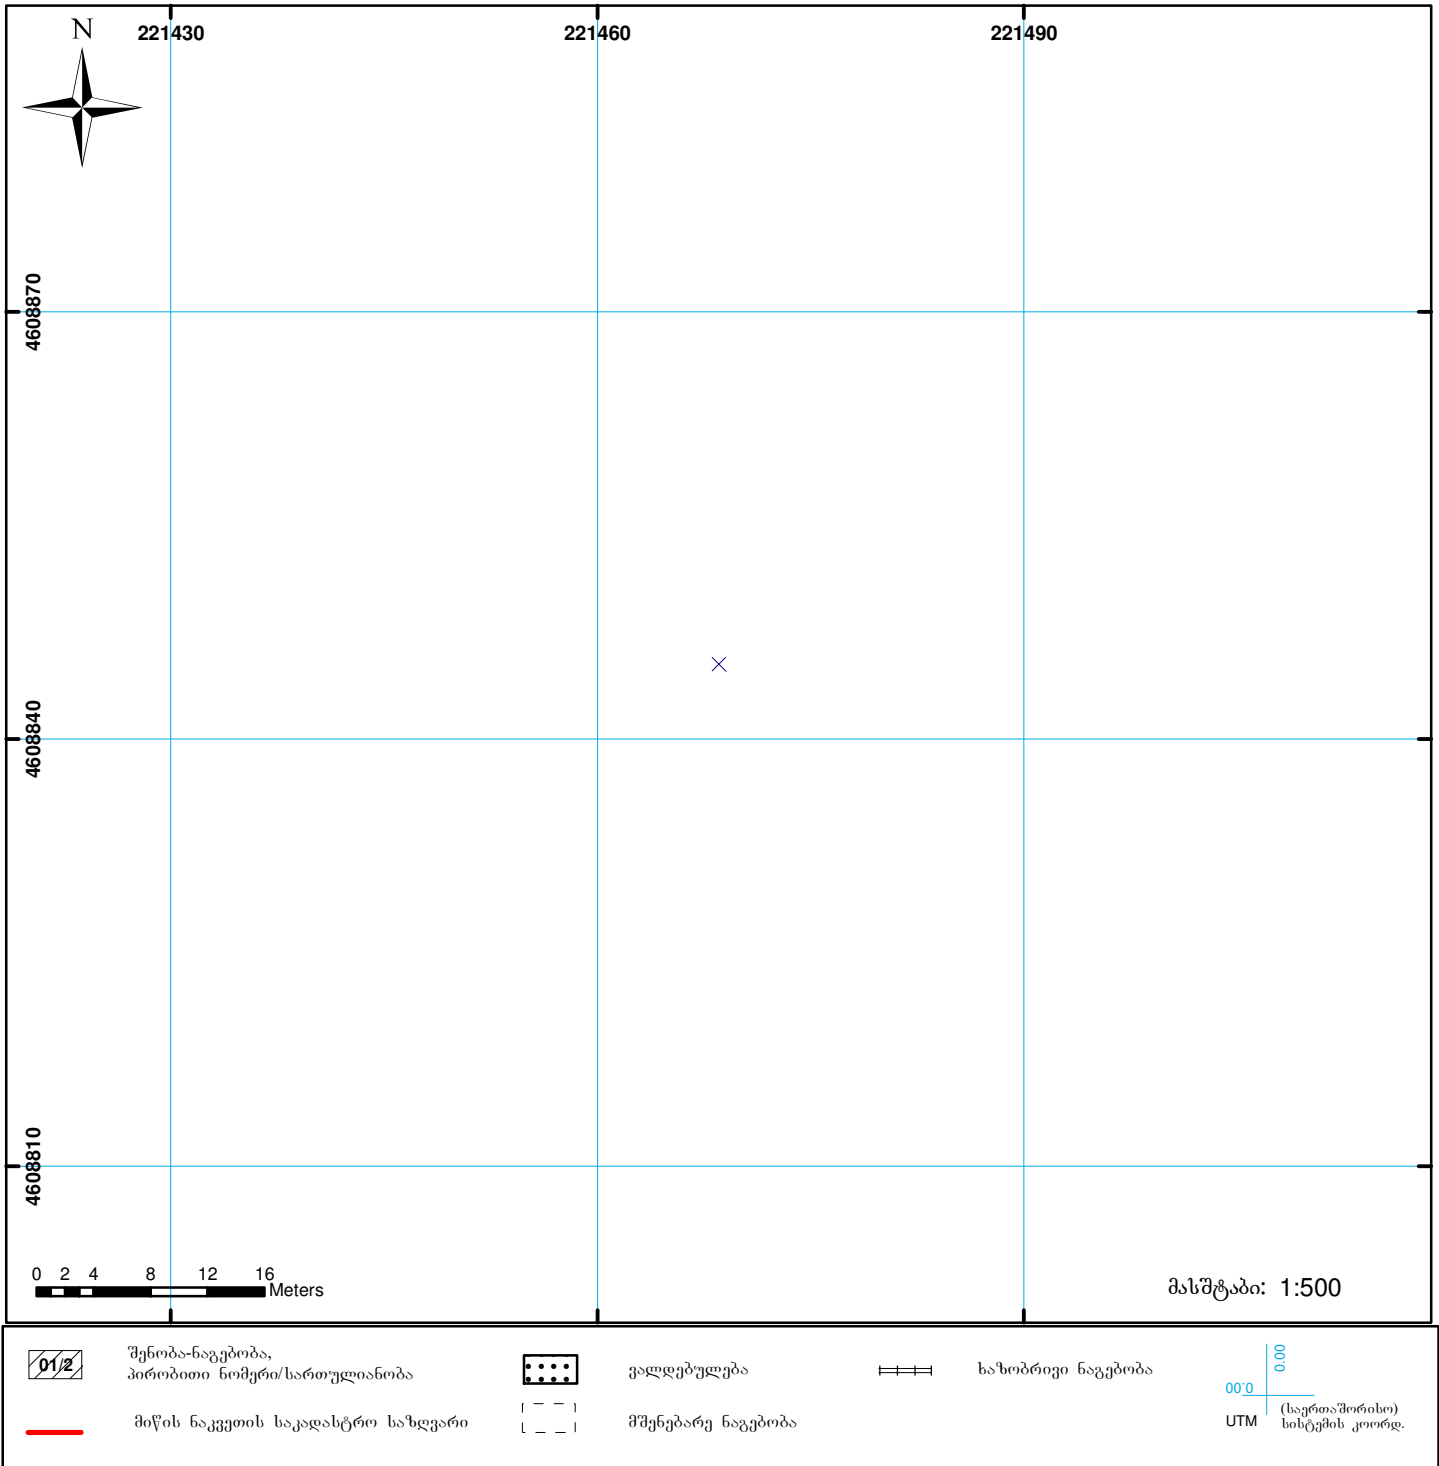 N
221430
221460
221490
4608870
4608840
4608810
0 2 4 8 12 16
Meters
მასშტაბი: 1:500
01/2
შენობა-ნაგებობა,
პირობითი ნომერი/სართულიანობა
ვალდებულება
ხაზობრივი ნაგებობა
მიწის ნაკვეთის საკადასტრო საზღვარი
მშენებარე ნაგებობა
0.00
0.00
UTM
(საერთაშორისო)
სისტემის კოორდ.